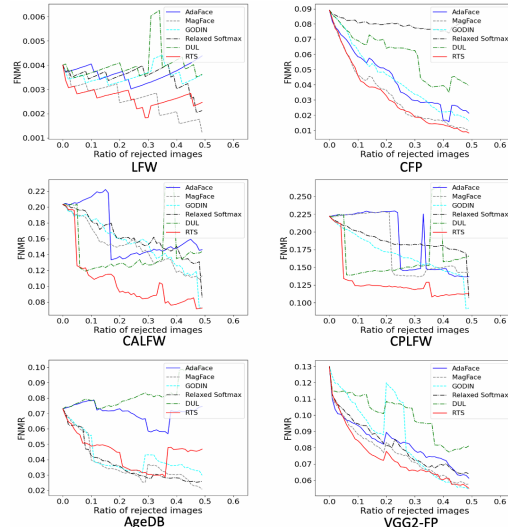 0.006
0.005
0.004
0.003
0.002
0.001
FNMR
AdaFace
MagFace
GODIN
Relaxed Softmax
DUL
RTS
0.0 0.1 0.2 0.3 0.4 0.5 0.6
Ratio of rejected images
LFW
0.09
0.08
0.07
0.06
0.05
0.04
0.03
0.02
0.01
FNMR
AdaFace
MagFace
GODIN
Relaxed Softmax
DUL
RTS
0.0 0.1 0.2 0.3 0.4 0.5 0.6
Ratio of rejected images
CFP
0.22
0.20
0.18
0.16
0.14
0.12
0.10
0.08
FNMR
AdaFace
MagFace
GODIN
Relaxed Softmax
DUL
RTS
0.0 0.1 0.2 0.3 0.4 0.5 0.6
Ratio of rejected images
CALFW
0.225
0.200
0.175
0.150
0.125
0.100
FNMR
AdaFace
MagFace
GODIN
Relaxed Softmax
DUL
RTS
0.0 0.1 0.2 0.3 0.4 0.5 0.6
Ratio of rejected images
CPLFW
0.10
0.09
0.08
0.07
0.06
0.05
0.04
0.03
0.02
FNMR
AdaFace
MagFace
GODIN
Relaxed Softmax
DUL
RTS
0.0 0.1 0.2 0.3 0.4 0.5 0.6
Ratio of rejected images
AgeDB
0.13
0.12
0.11
0.10
0.09
0.08
0.07
0.06
FNMR
AdaFace
MagFace
GODIN
Relaxed Softmax
DUL
RTS
0.0 0.1 0.2 0.3 0.4 0.5 0.6
Ratio of rejected images
VGG2-FP